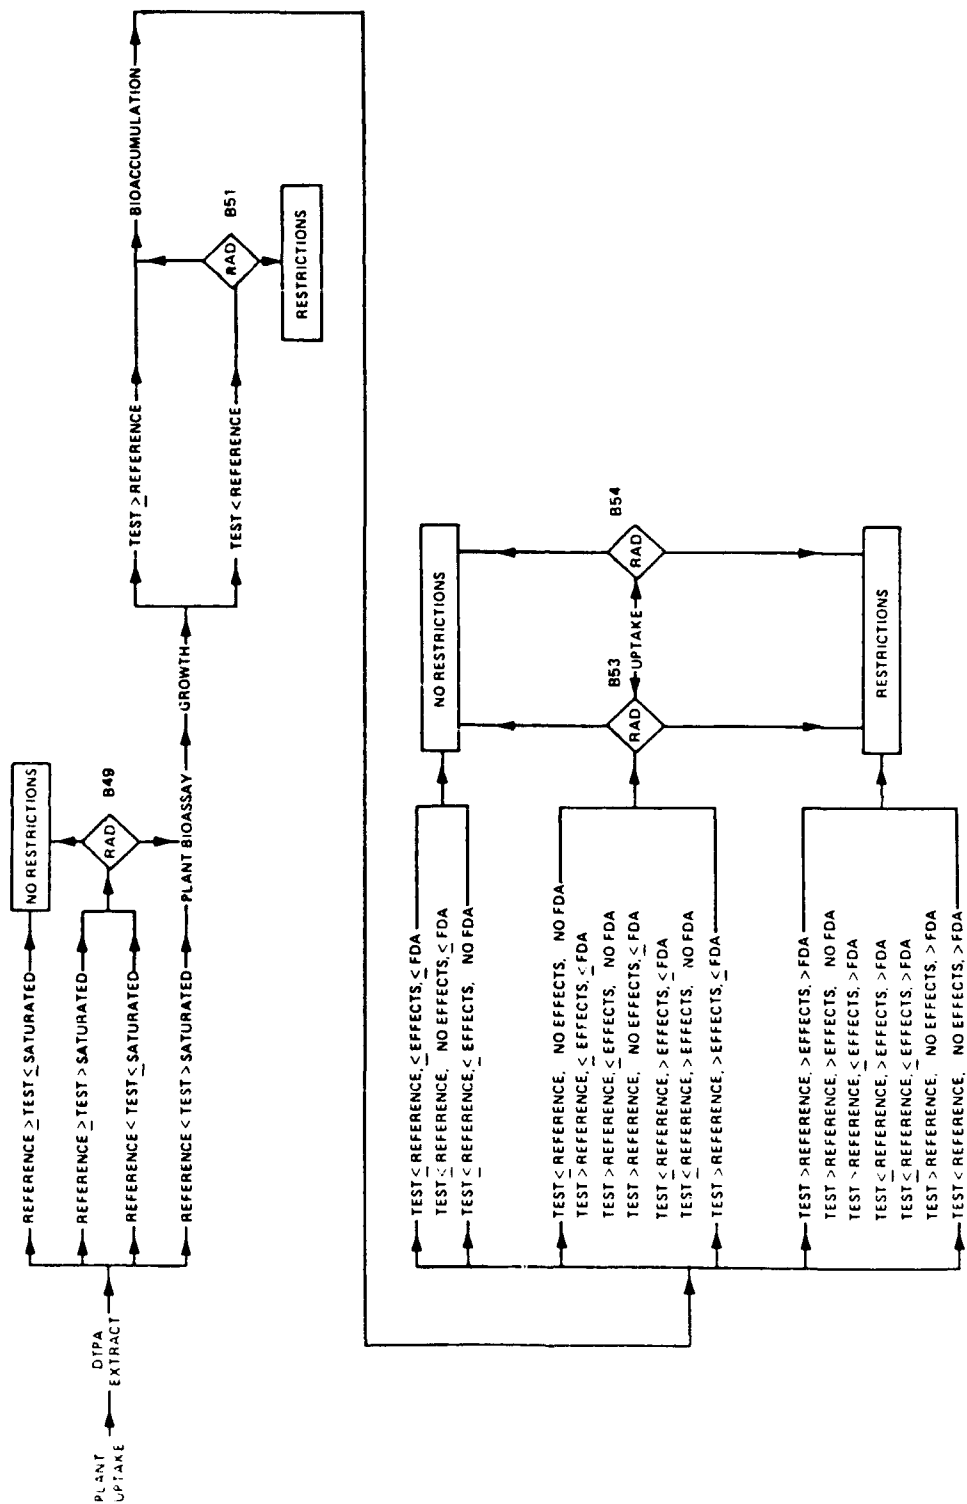 PLANT
UPTAKE
DTPA
EXTRACT
REFERENCE ≥ TEST ≤ SATURATED
REFERENCE ≥ TEST > SATURATED
REFERENCE < TEST ≤ SATURATED
REFERENCE < TEST > SATURATED
NO RESTRICTIONS
RAD
B49
PLANT BIOASSAY
GROWTH
TEST ≥ REFERENCE
TEST < REFERENCE
BIOACCUMULATION
RAD
B51
RESTRICTIONS
TEST ≤ REFERENCE, ≤ EFFECTS, ≤ FDA
TEST ≤ REFERENCE, NO EFFECTS, ≤ FDA
TEST ≤ REFERENCE, ≤ EFFECTS, NO FDA
NO RESTRICTIONS
TEST ≤ REFERENCE, NO EFFECTS, NO FDA
TEST > REFERENCE, ≤ EFFECTS, ≤ FDA
TEST > REFERENCE, ≤ EFFECTS, NO FDA
TEST > REFERENCE, NO EFFECTS, ≤ FDA
TEST ≤ REFERENCE, > EFFECTS, ≤ FDA
TEST ≤ REFERENCE, > EFFECTS, NO FDA
TEST > REFERENCE, > EFFECTS, ≤ FDA
RAD
B53
UPTAKE
RAD
B54
TEST > REFERENCE, > EFFECTS, > FDA
TEST > REFERENCE, > EFFECTS, NO FDA
TEST > REFERENCE, ≤ EFFECTS, > FDA
TEST ≤ REFERENCE, > EFFECTS, > FDA
TEST ≤ REFERENCE, ≤ EFFECTS, > FDA
TEST > REFERENCE, NO EFFECTS, > FDA
TEST ≤ REFERENCE, NO EFFECTS, > FDA
RESTRICTIONS